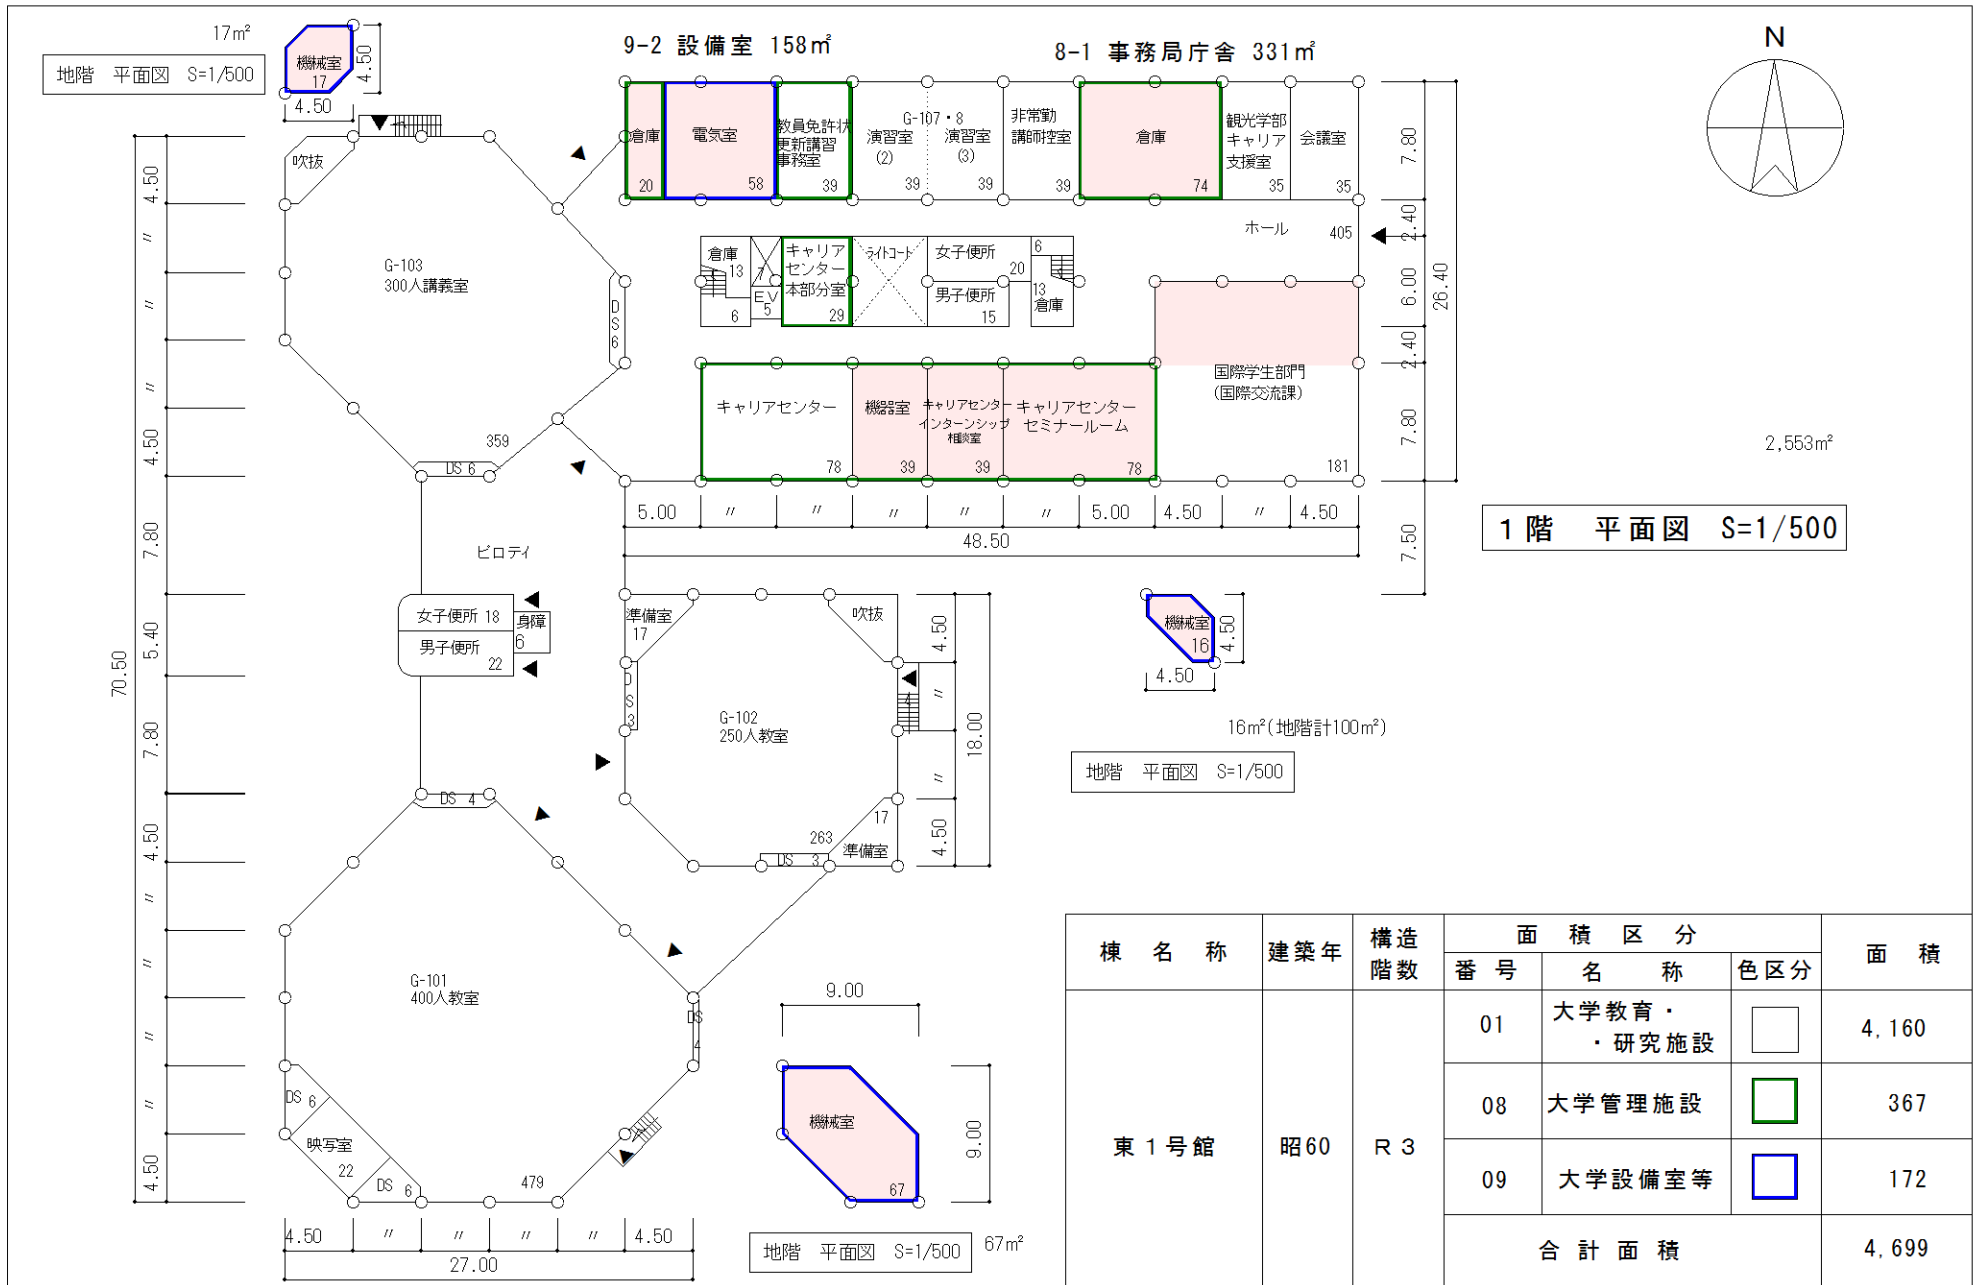 17m²
地階　平面図　S=1/500
機械室
17
4.50
4.50
9-2 設備室 158㎡
8-1 事務局庁舎 331㎡
N
吹抜
G-103
300人講義室
DS 6
359
DS 6
倉庫
20
電気室
58
教員免許状
更新講習
事務室
39
G-107・8
演習室
(2)
39
演習室
(3)
39
非常勤
講師控室
39
倉庫
74
観光学部
キャリア
支援室
35
会議室
35
ホール
405
倉庫
13
6
7
EV
5
キャリア
センター
本部分室
29
ライトコート
女子便所
20
男子便所
15
6
13
倉庫
国際学生部門
(国際交流課)
181
キャリアセンター
78
機器室
39
キャリアセンター
インターンシップ
相談室
39
キャリアセンター
セミナールーム
78
7.80
2.40
6.00
2.40
7.80
26.40
7.50
5.00 〃 〃 〃 〃 〃 5.00 4.50 〃 4.50
48.50
2,553m²
1階　平面図　S=1/500
4.50
〃
〃
〃
4.50
7.80
5.40
7.80
4.50
〃
〃
〃
〃
4.50
70.50
ピロティ
女子便所 18
男子便所
22
身障
6
準備室
17
吹抜
DS 3
G-102
250人教室
263
DS 3
17
準備室
4.50
〃
〃
4.50
18.00
機械室
16
4.50
4.50
16m²(地階計100m²)
地階　平面図　S=1/500
DS 4
G-101
400人教室
DS 4
DS 6
映写室
22
DS 6
479
4.50 〃 〃 〃 〃 4.50
27.00
9.00
機械室
67
9.00
地階　平面図　S=1/500
67m²
棟　名　称
建築年
構造
階数
面　積　区　分
番 号
名　　称
色区分
面　積
東１号館
昭60
Ｒ３
01
大学教育・
・研究施設
4,160
08
大学管理施設
367
09
大学設備室等
172
合 計 面 積
4,699